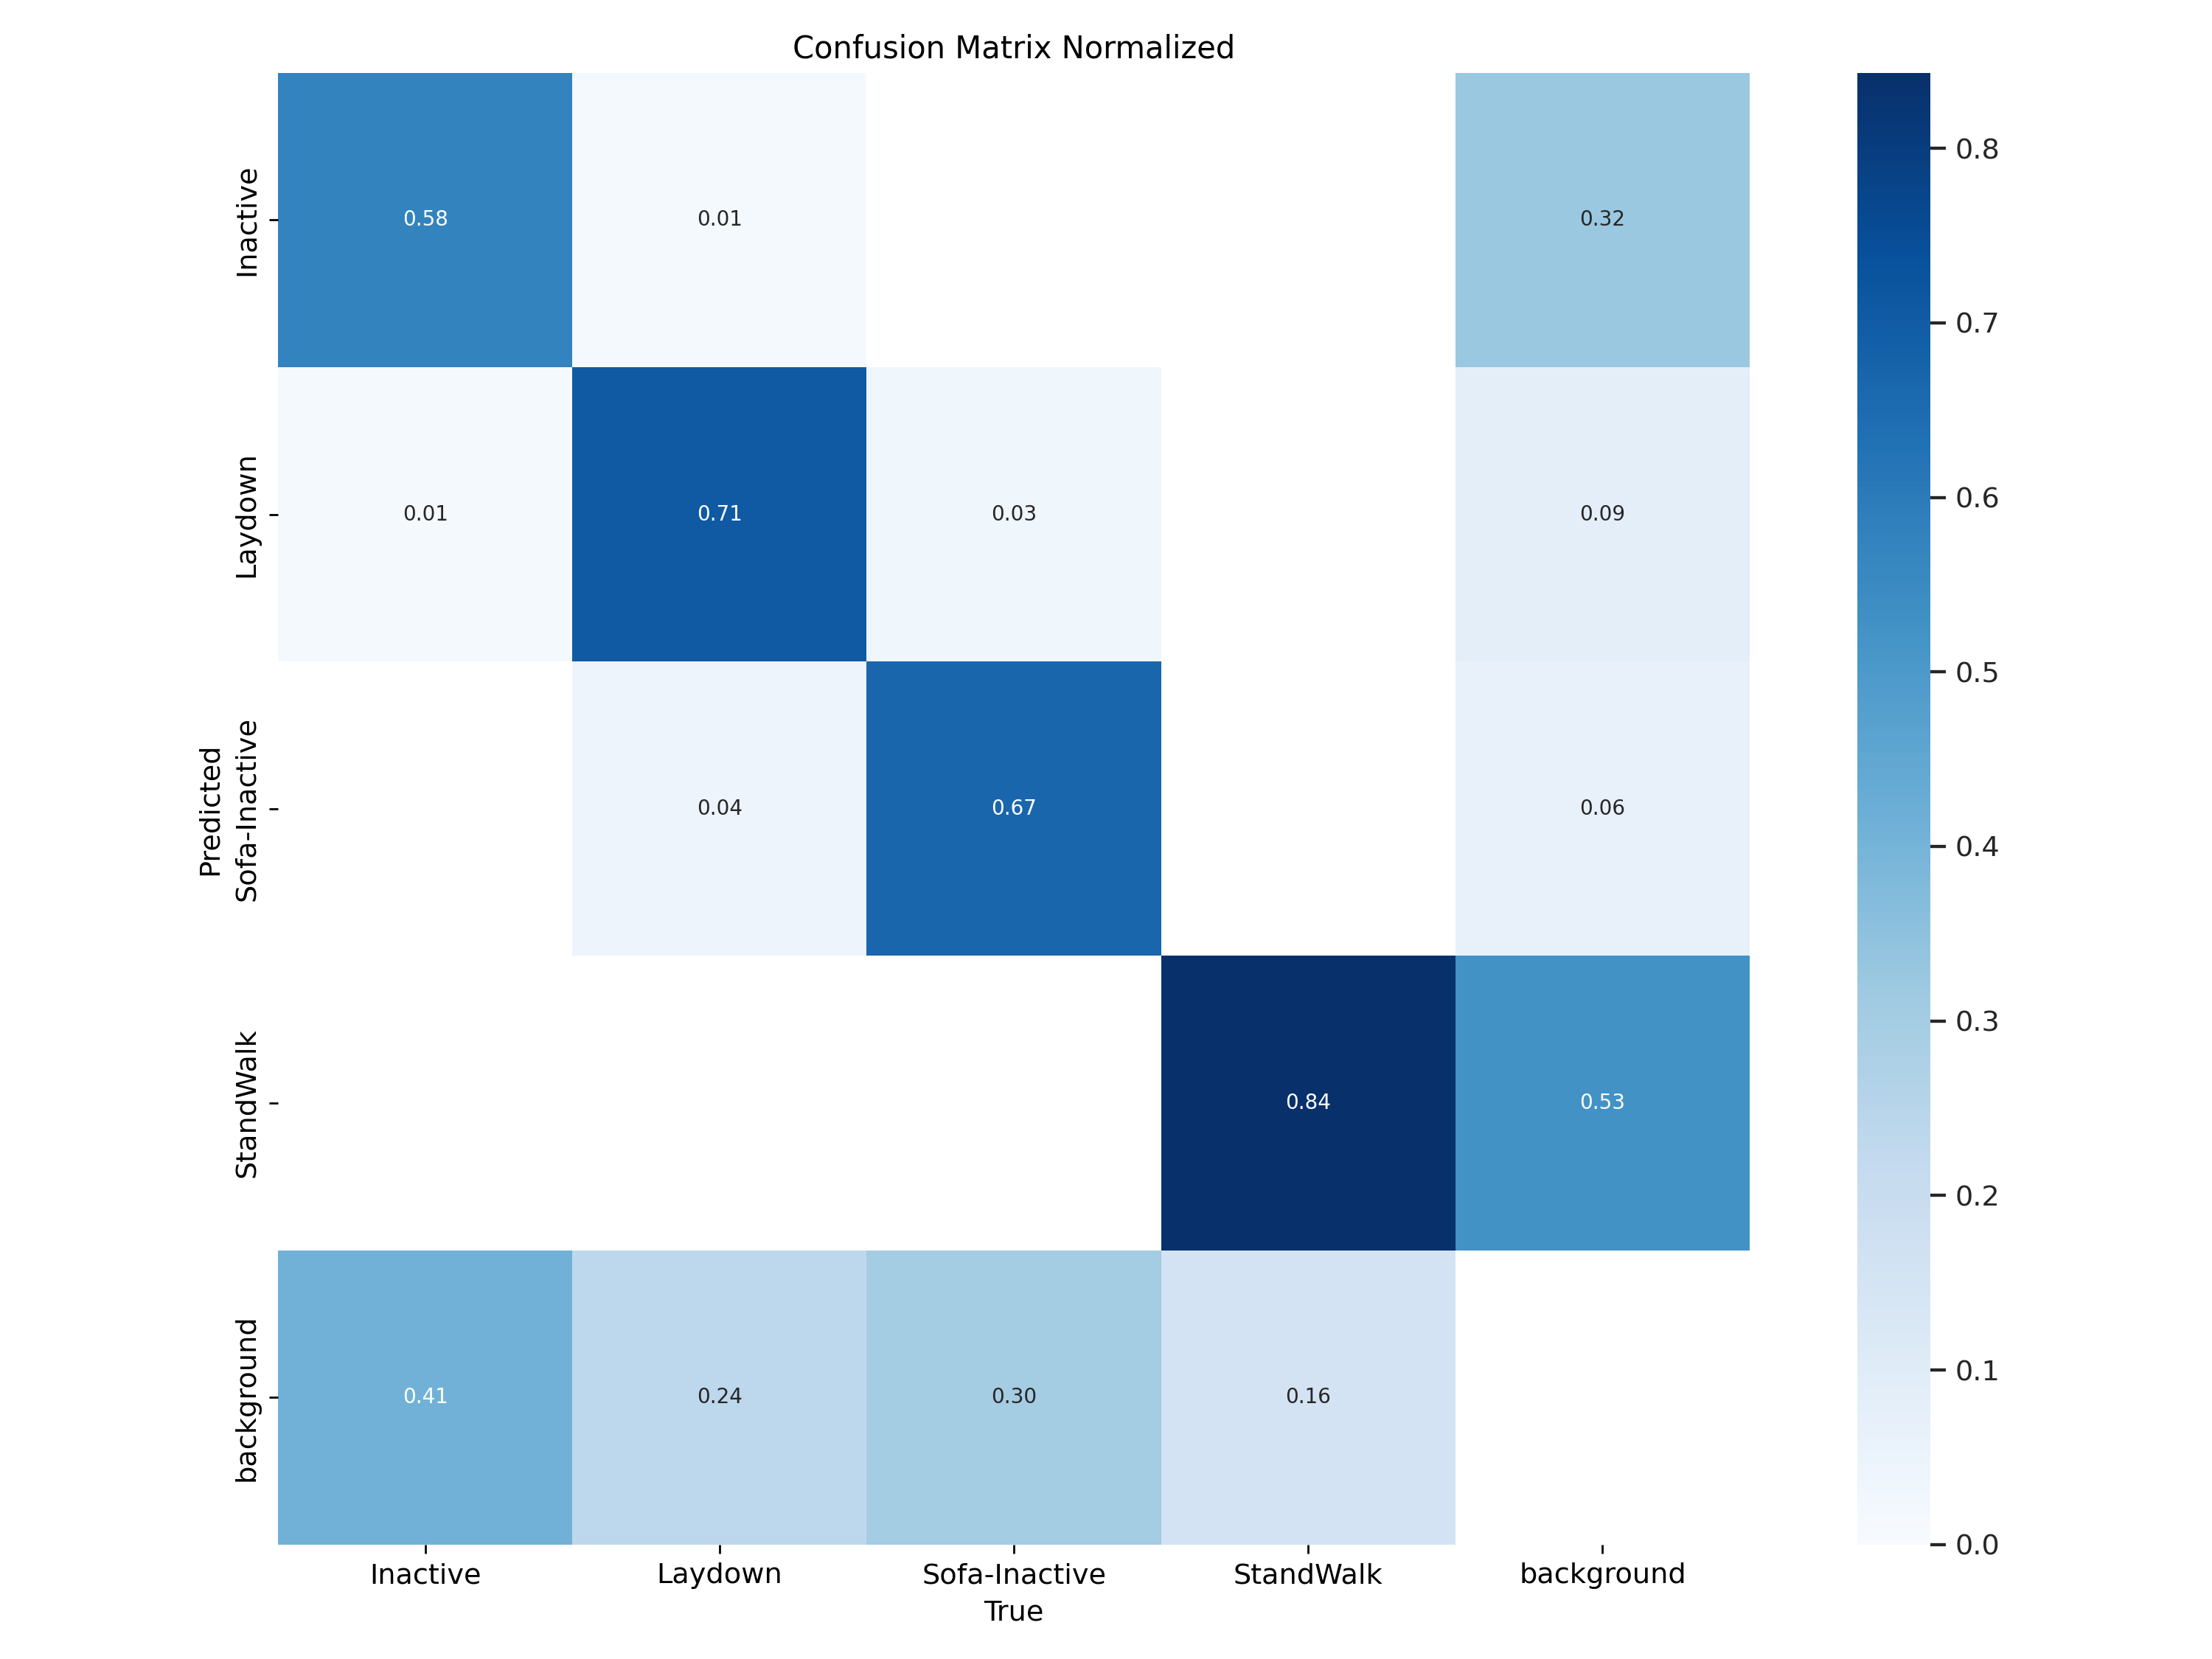 Confusion Matrix Normalized
Predicted
Inactive
0.58
0.01
0.32
Laydown
0.01
0.71
0.03
0.09
Sofa-Inactive
0.04
0.67
0.06
StandWalk
0.84
0.53
background
0.41
0.24
0.30
0.16
Inactive
Laydown
Sofa-Inactive
StandWalk
background
True
0.8
0.7
0.6
0.5
0.4
0.3
0.2
0.1
0.0